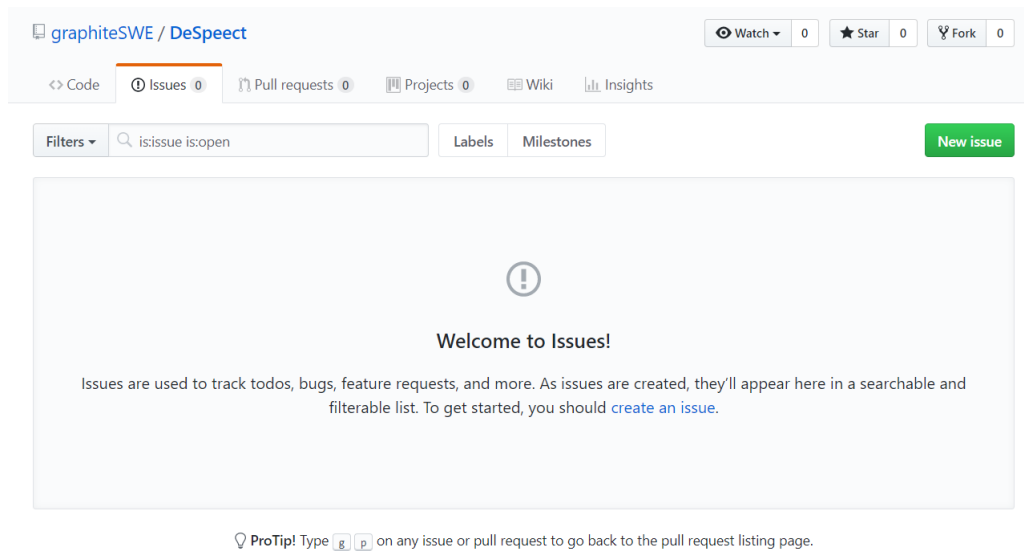 graphiteSWE / DeSpeect Watch 0 Star 0 Fork 0
Code Issues 0 Pull requests 0 Projects 0 Wiki Insights
Filters is:issue is:open Labels Milestones New issue
Welcome to Issues!
Issues are used to track todos, bugs, feature requests, and more. As issues are created, they’ll appear here in a searchable and
filterable list. To get started, you should create an issue.
ProTip! Type g p on any issue or pull request to go back to the pull request listing page.